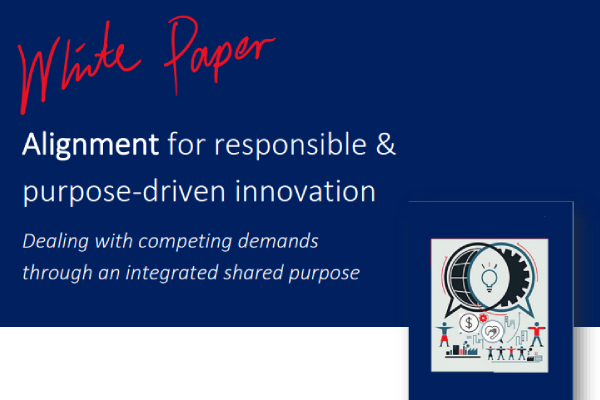 White Paper
Alignment for responsible &
purpose-driven innovation
Dealing with competing demands
through an integrated shared purpose
$